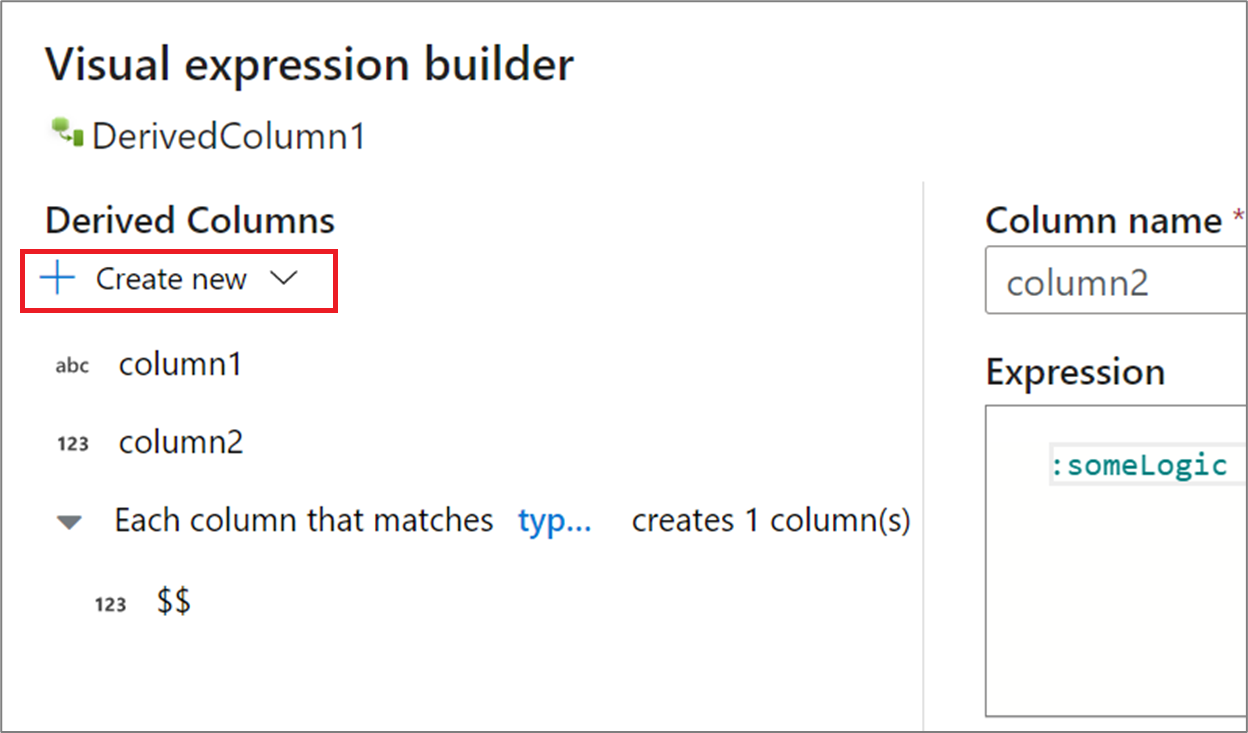 Visual expression builder
DerivedColumn1
Derived Columns
Create new
abc column1
123 column2
Each column that matches typ... creates 1 column(s)
123 $$
Column name *
column2
Expression
:someLogic